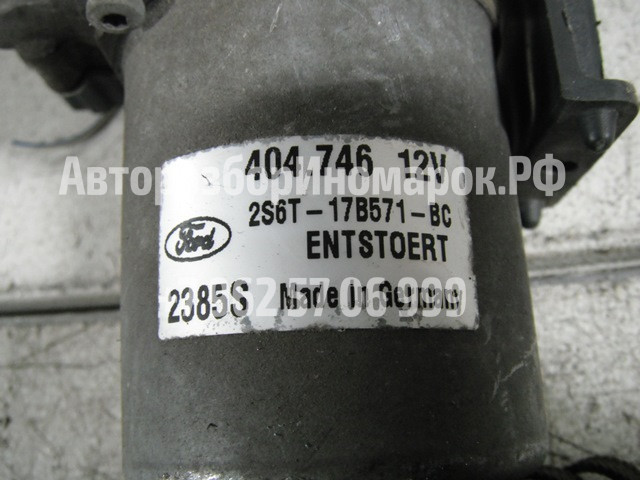 404.746 12V
АвторазборИномарок.РФ
2S6T-17B571-BC
Ford
ENTSTOERT
2385S Made in Germany